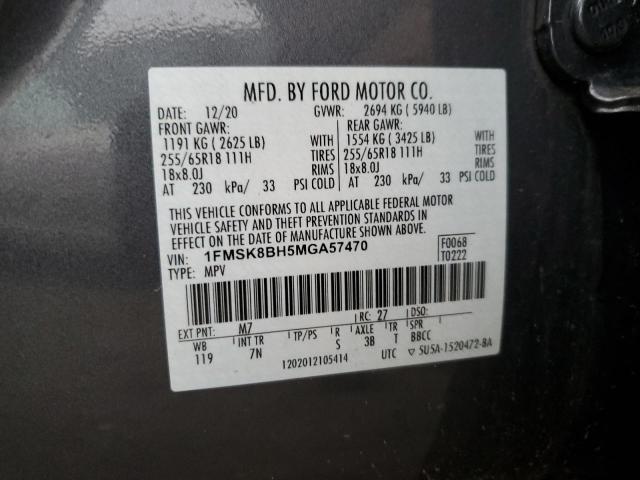 MFD. BY FORD MOTOR CO.
DATE: 12/20 GVWR: 2694 KG ( 5940 LB)
FRONT GAWR: REAR GAWR:
1191 KG ( 2625 LB) WITH 1554 KG ( 3425 LB) WITH
255/65R18 111H TIRES 255/65R18 111H TIRES
18x8.0J RIMS 18x8.0J RIMS
AT 230 kPa/ 33 PSI COLD AT 230 kPa/ 33 PSI COLD
THIS VEHICLE CONFORMS TO ALL APPLICABLE FEDERAL MOTOR
VEHICLE SAFETY AND THEFT PREVENTION STANDARDS IN
EFFECT ON THE DATE OF MANUFACTURE SHOWN ABOVE.
VIN: 1FMSK8BH5MGA57470 F0068
TYPE: MPV T0222
EXT PNT: M7 RC: 27 DSO:
WB INT TR TP/PS R AXLE TR SPR
119 7N S 3B T BBCC
1202012105414 UTC ▽ 5U5A-1520472-BA